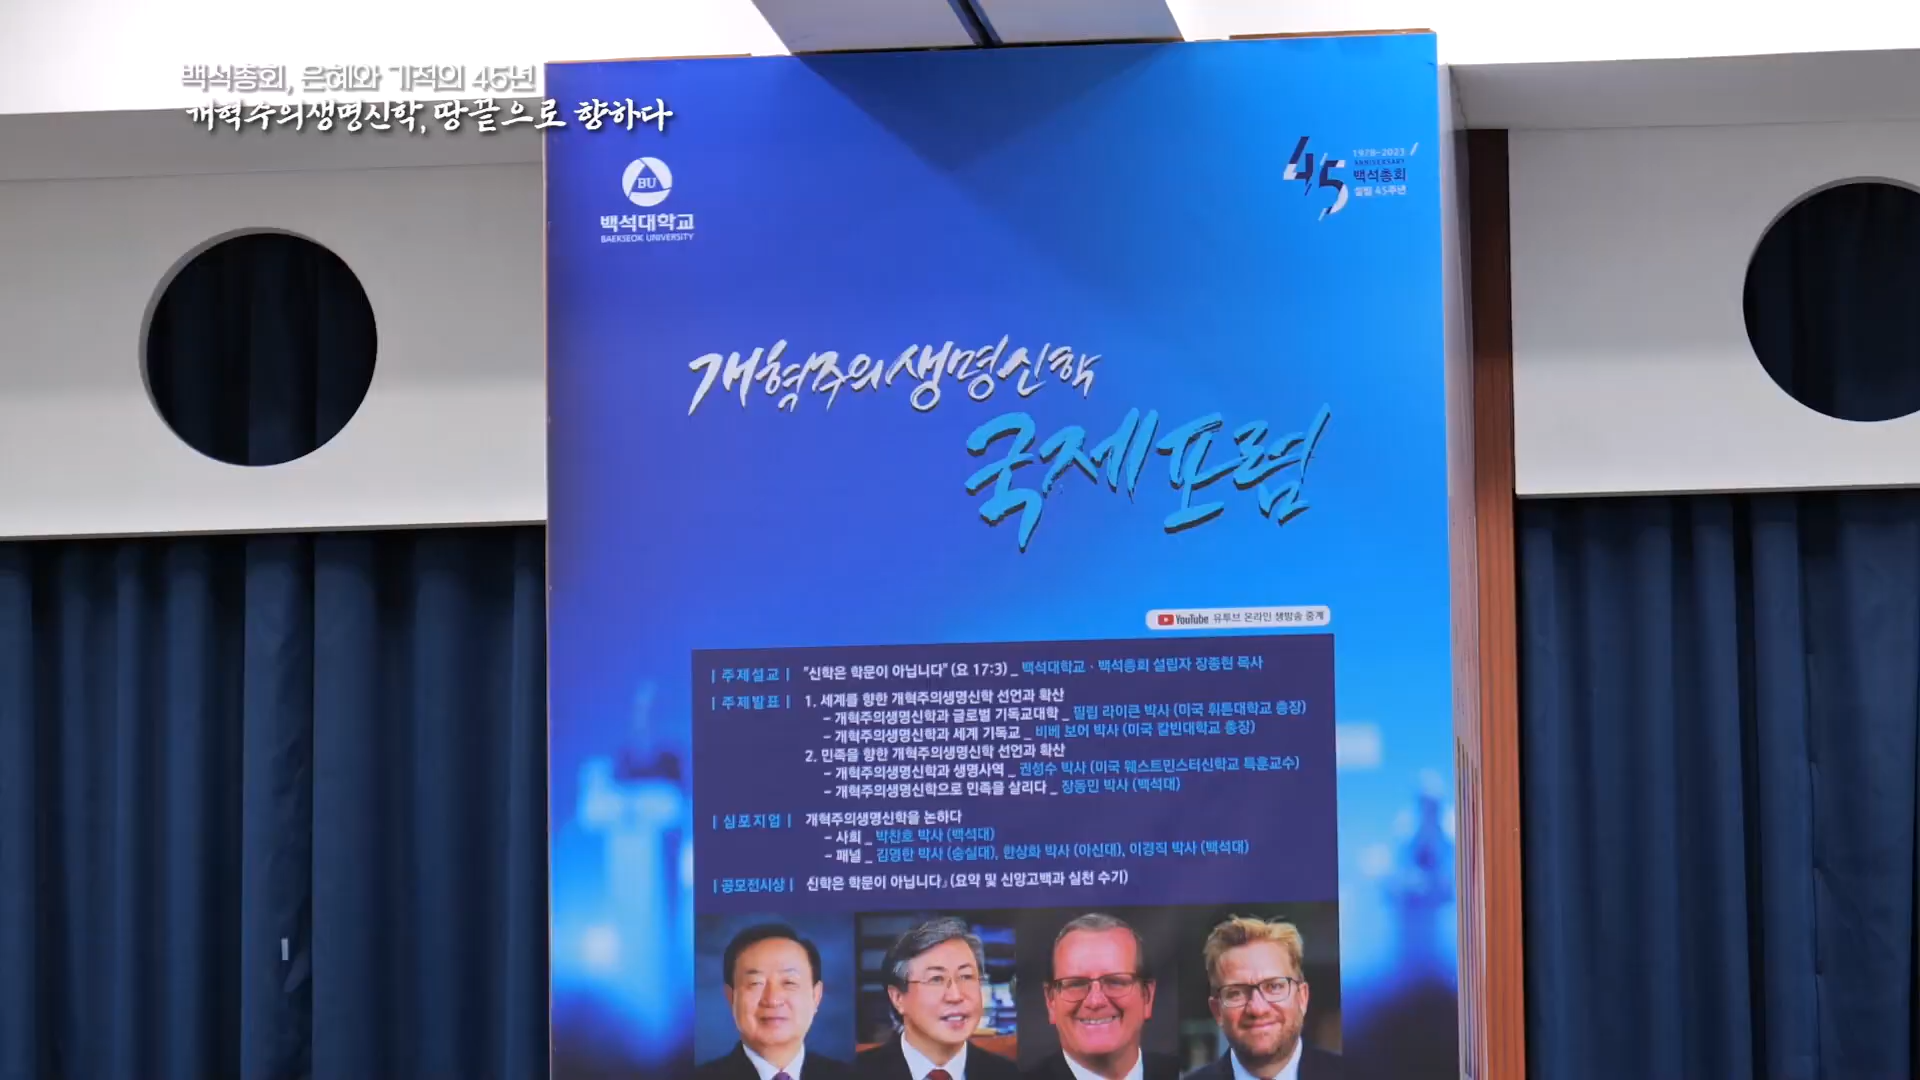 백석총회, 은혜와 기적의 45년
개혁주의생명신학, 땅끝으로 향하다
BU
백석대학교
BAEKSEOK UNIVERSITY
45
1978-2023
ANNIVERSARY
백석총회
설립 45주년
개혁주의생명신학
국제포럼
YouTube 유튜브 온라인 생방송 중계
| 주제설교 | "신학은 학문이 아닙니다" (요 17:3) _ 백석대학교 · 백석총회 설립자 장종현 목사
| 주제발표 | 1. 세계를 향한 개혁주의생명신학 선언과 확산
- 개혁주의생명신학과 글로벌 기독교대학 _ 필립 라이큰 박사 (미국 휘튼대학교 총장)
- 개혁주의생명신학과 세계 기독교 _ 비베 보어 박사 (미국 칼빈대학교 총장)
2. 민족을 향한 개혁주의생명신학 선언과 확산
- 개혁주의생명신학과 생명사역 _ 권성수 박사 (미국 웨스트민스터신학교 특훈교수)
- 개혁주의생명신학으로 민족을 살리다 _ 장동민 박사 (백석대)
| 심포지엄 | 개혁주의생명신학을 논하다
- 사회 _ 박찬호 박사 (백석대)
- 패널 _ 김영한 박사 (숭실대), 한상화 박사 (아신대), 이경직 박사 (백석대)
| 공모전시상 | 신학은 학문이 아닙니다』 (요약 및 신앙고백과 실천 수기)